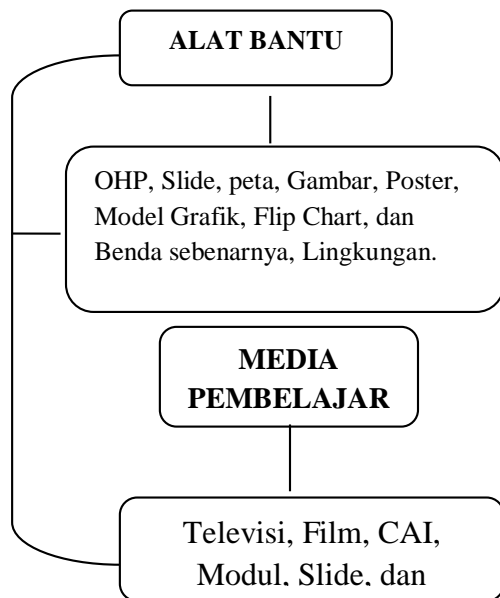 ALAT BANTU
OHP, Slide, peta, Gambar, Poster,
Model Grafik, Flip Chart, dan
Benda sebenarnya, Lingkungan.
MEDIA
PEMBELAJAR
Televisi, Film, CAI,
Modul, Slide, dan